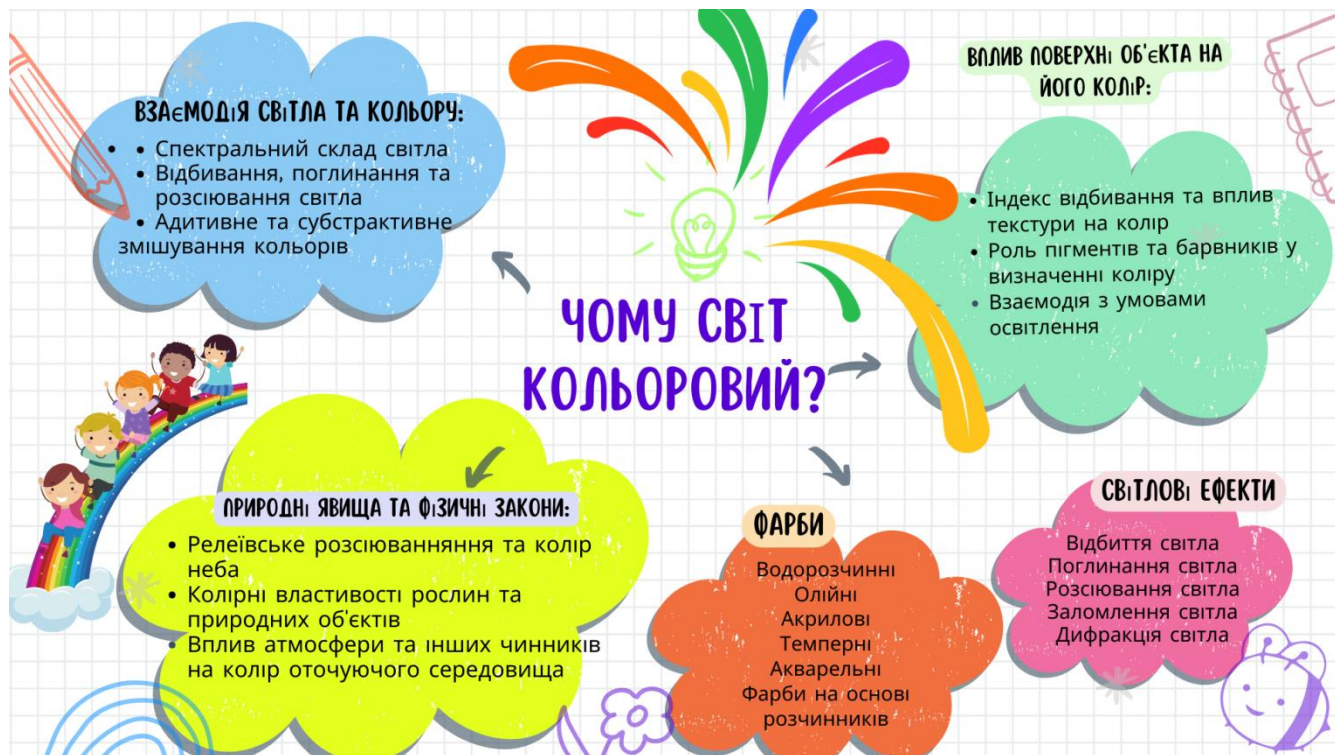 ВЗАЄМОДІЯ СВІТЛА ТА КОЛЬОРУ:
• • Спектральний склад світла
• Відбивання, поглинання та
розсіювання світла
• Адитивне та субстрактивне
змішування кольорів
ВПЛИВ ПОВЕРХНІ ОБ'ЄКТА НА
ЙОГО КОЛІР:
• Індекс відбивання та вплив
текстури на колір
• Роль пігментів та барвників у
визначенні коліру
• Взаємодія з умовами
освітлення
ЧОМУ СВІТ
КОЛЬОРОВИЙ?
ПРИРОДНІ ЯВИЩА ТА ФІЗИЧНІ ЗАКОНИ:
• Релеївське розсіюванняння та колір
неба
• Колірні властивості рослин та
природних об'єктів
• Вплив атмосфери та інших чинників
на колір оточуючого середовища
ФАРБИ
Водорозчинні
Олійні
Акрилові
Темперні
Акварельні
Фарби на основі
розчинників
СВІТЛОВІ ЕФЕКТИ
Відбиття світла
Поглинання світла
Розсіювання світла
Заломлення світла
Дифракція світла